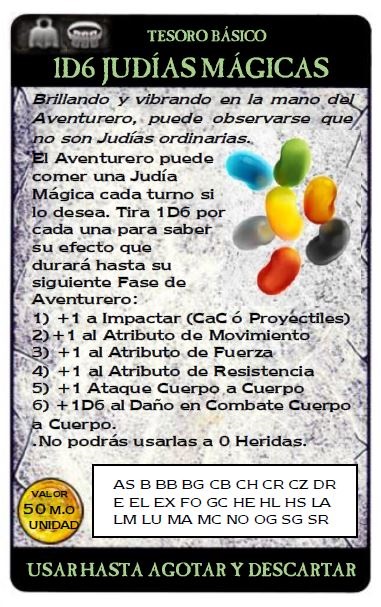 TESORO BÁSICO
1D6 JUDÍAS MÁGICAS
Brillando y vibrando en la mano del
Aventurero, puede observarse que
no son Judías ordinarias.
El Aventurero puede
comer una Judía
Mágica cada turno si
lo desea. Tira 1D6 por
cada una para saber
su efecto que
durará hasta su
siguiente Fase de
Aventurero:
1) +1 a Impactar (CaC ó Proyectiles)
2)+1 al Atributo de Movimiento
3) +1 al Atributo de Fuerza
4) +1 al Atributo de Resistencia
5) +1 Ataque Cuerpo a Cuerpo
6) +1D6 al Daño en Combate Cuerpo
a Cuerpo.
.No podrás usarlas a 0 Heridas.
AS B BB BG CB CH CR CZ DR
E EL EX FO GC HE HL HS LA
LM LU MA MC NO OG SG SR
VALOR
50 M.O
UNIDAD
USAR HASTA AGOTAR Y DESCARTAR